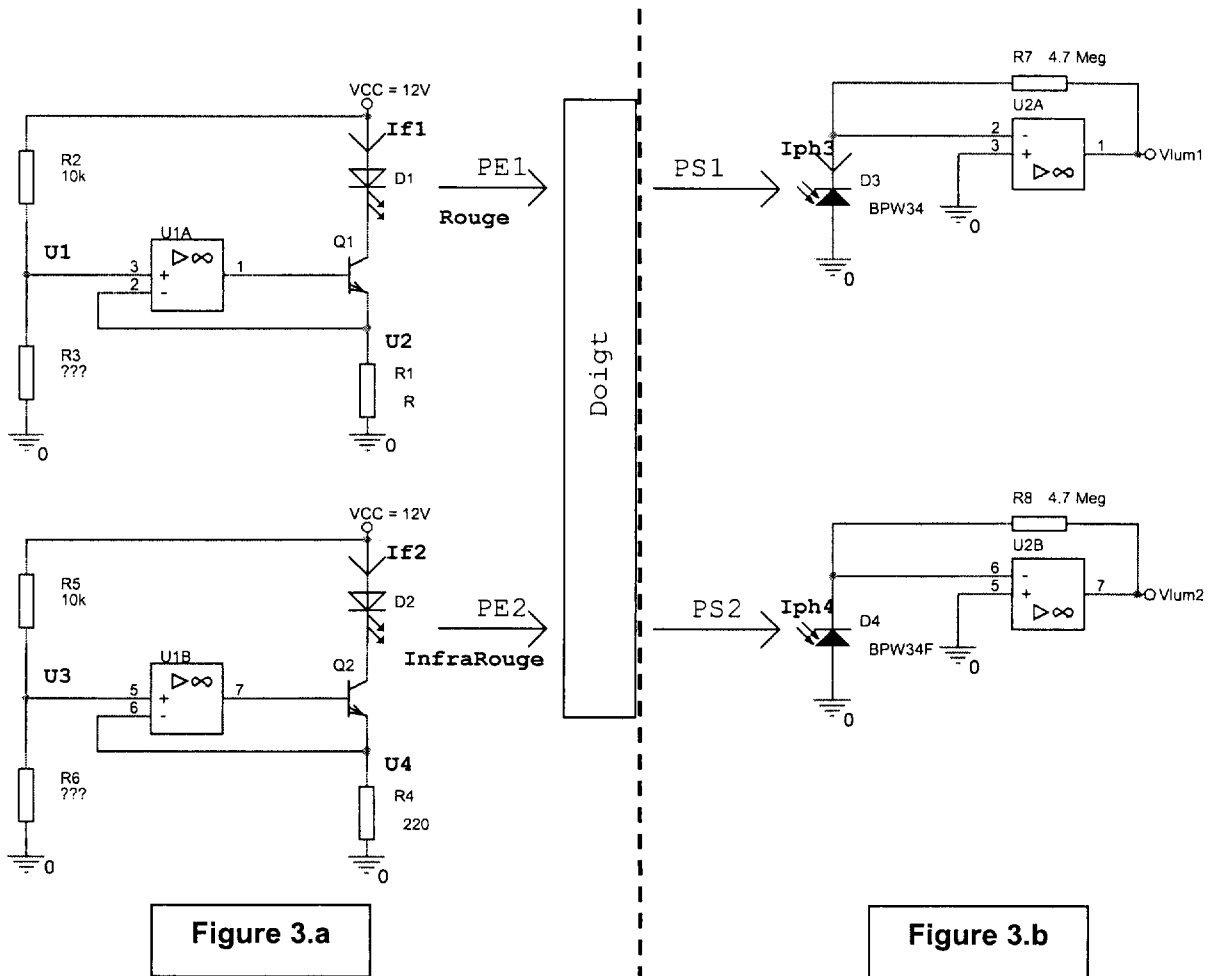 VCC = 12V
If1
R2
10k
D1
PE1
Rouge
U1
U1A
▷ ∞
3
+
2
-
1
Q1
U2
R3
???
R1
R
0
0
VCC = 12V
If2
R5
10k
D2
PE2
InfraRouge
U3
U1B
▷ ∞
5
+
6
-
7
Q2
U4
R6
???
R4
220
0
0
Figure 3.a
Doigt
R7 4.7 Meg
U2A
2
-
3
+
▷ ∞
1
Vlum1
PS1
Iph3
D3
BPW34
0
0
R8 4.7 Meg
U2B
6
-
5
+
▷ ∞
7
Vlum2
PS2
Iph4
D4
BPW34F
0
0
Figure 3.b